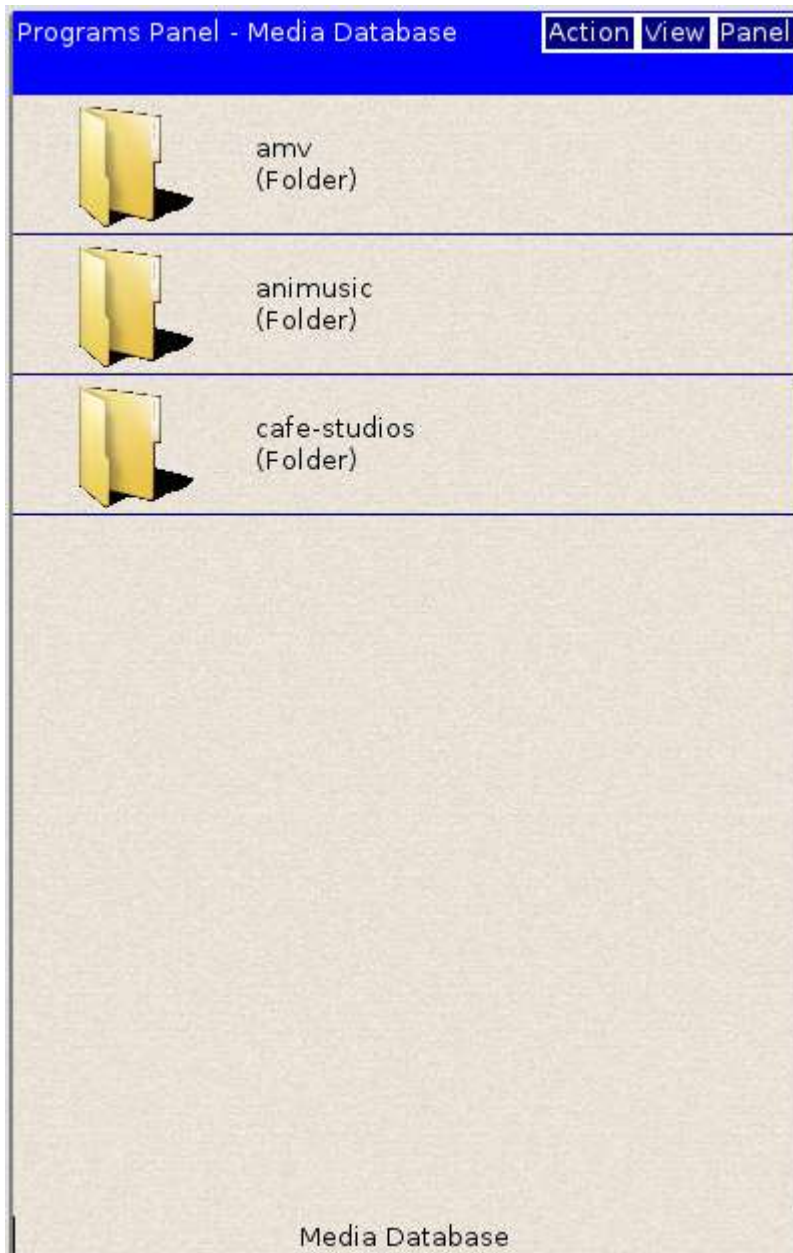 Programs Panel - Media Database Action View Panel
amv
(Folder)
animusic
(Folder)
cafe-studios
(Folder)
Media Database